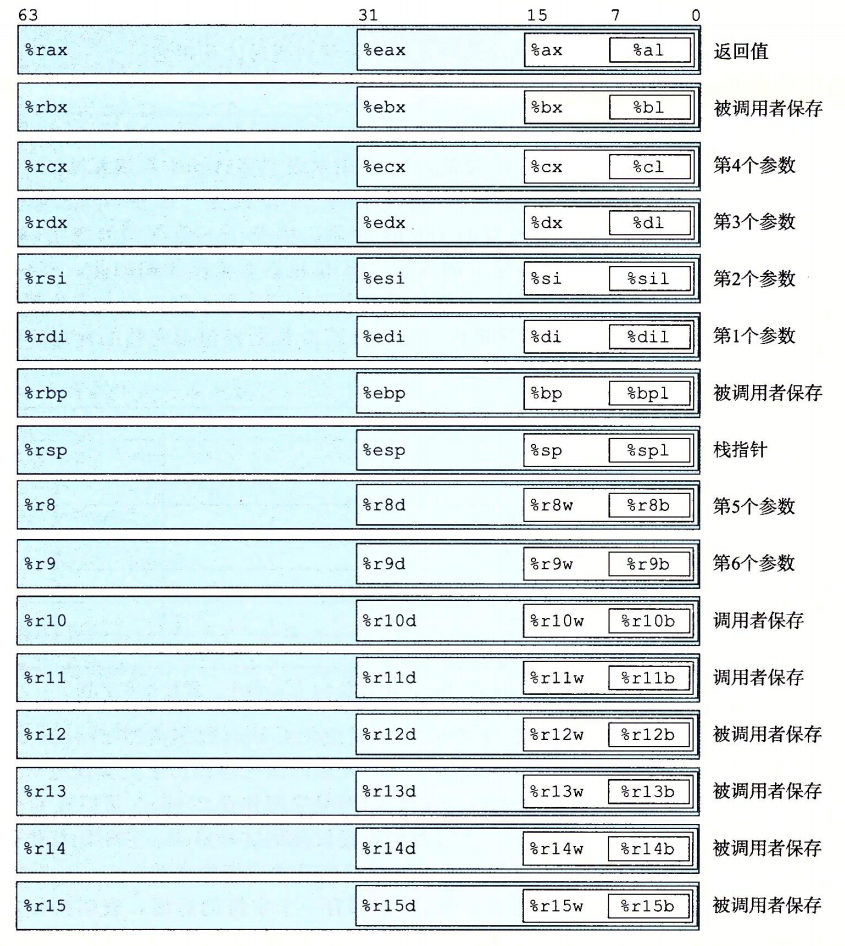 63 31 15 7 0
%rax %eax %ax %al 返回值
%rbx %ebx %bx %bl 被调用者保存
%rcx %ecx %cx %cl 第4个参数
%rdx %edx %dx %dl 第3个参数
%rsi %esi %si %sil 第2个参数
%rdi %edi %di %dil 第1个参数
%rbp %ebp %bp %bpl 被调用者保存
%rsp %esp %sp %spl 栈指针
%r8 %r8d %r8w %r8b 第5个参数
%r9 %r9d %r9w %r9b 第6个参数
%r10 %r10d %r10w %r10b 调用者保存
%r11 %r11d %r11w %r11b 调用者保存
%r12 %r12d %r12w %r12b 被调用者保存
%r13 %r13d %r13w %r13b 被调用者保存
%r14 %r14d %r14w %r14b 被调用者保存
%r15 %r15d %r15w %r15b 被调用者保存